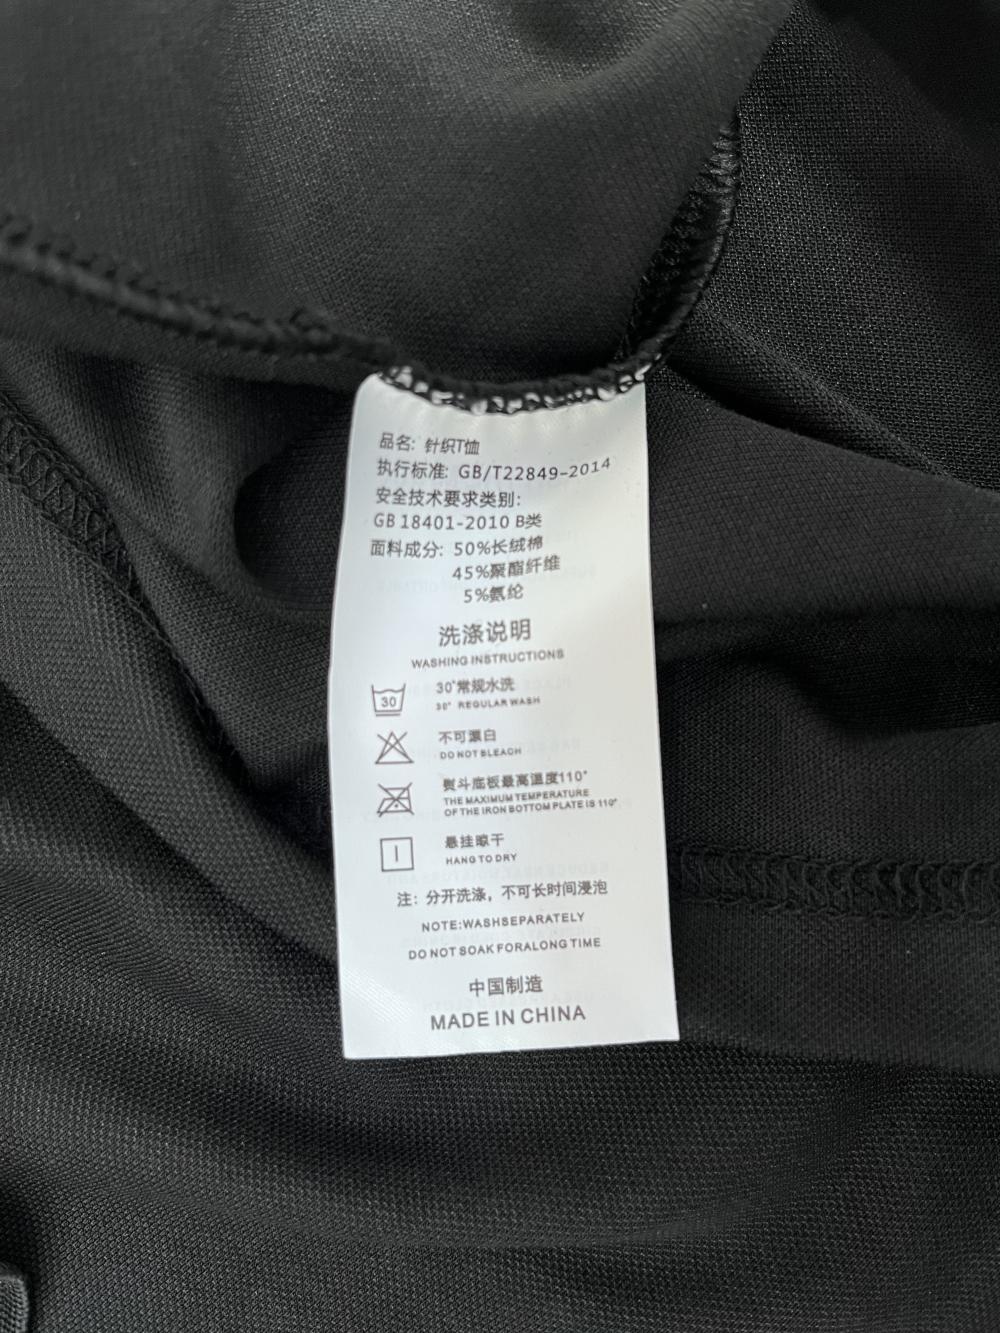 品名: 针织T恤
执行标准: GB/T22849-2014
安全技术要求类别:
GB 18401-2010 B类
面料成分: 50%长绒棉
45%聚酯纤维
5%氨纶
洗涤说明
WASHING INSTRUCTIONS
30°常规水洗
30
30° REGULAR WASH
不可漂白
DO NOT BLEACH
熨斗底板最高温度110°
THE MAXIMUM TEMPERATURE
OF THE IRON BOTTOM PLATE IS 110°
悬挂晾干
HANG TO DRY
注: 分开洗涤，不可长时间浸泡
NOTE:WASHSEPARATELY
DO NOT SOAK FORALONG TIME
中国制造
MADE IN CHINA